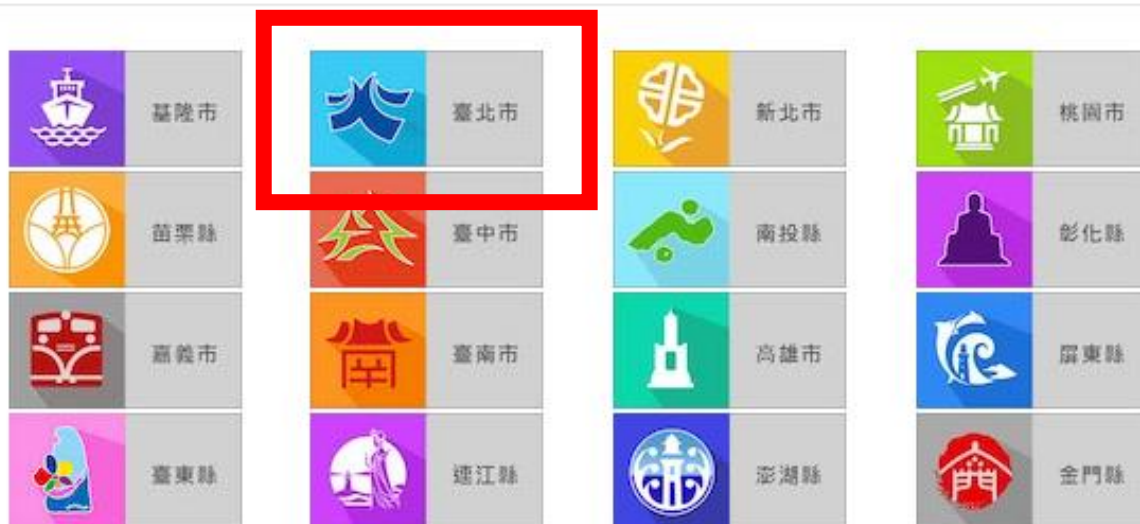 基隆市
臺北市
新北市
桃園市
苗栗縣
臺中市
南投縣
彰化縣
嘉義市
臺南市
高雄市
屏東縣
臺東縣
連江縣
澎湖縣
金門縣